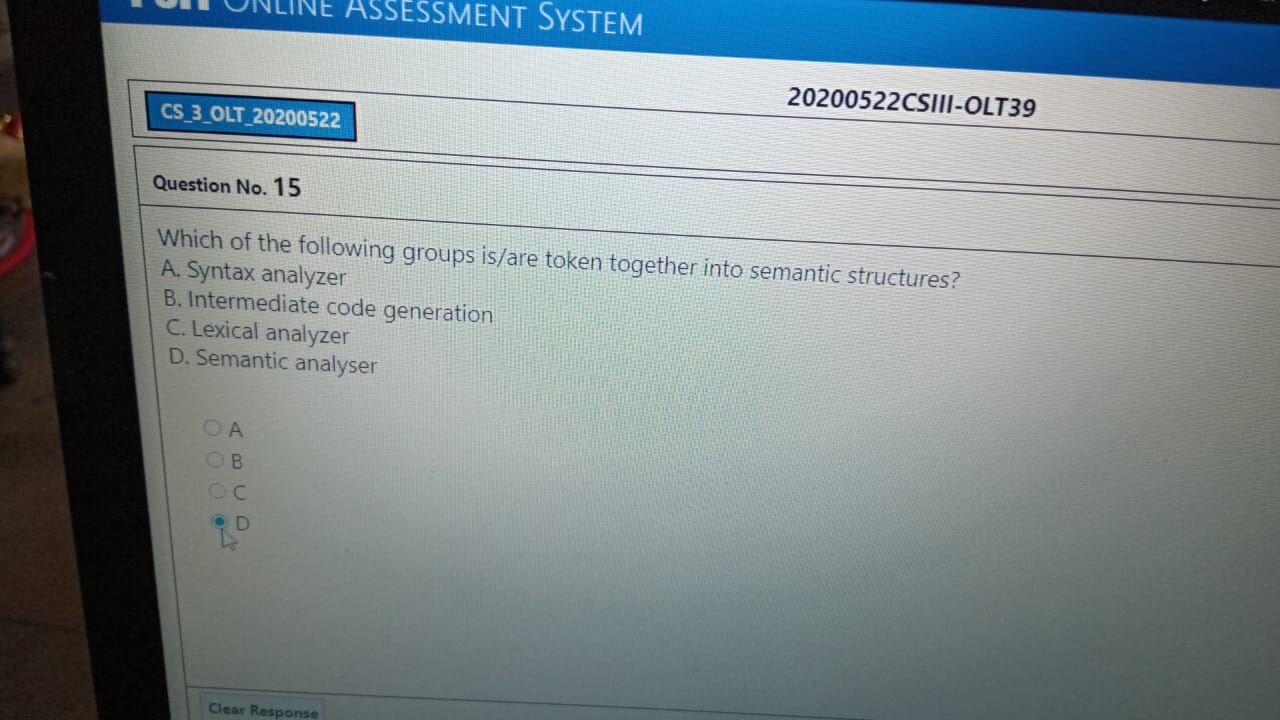 ONLINE ASSESSMENT SYSTEM
CS_3_OLT_20200522
20200522CSIII-OLT39
Question No. 15
Which of the following groups is/are token together into semantic structures?
A. Syntax analyzer
B. Intermediate code generation
C. Lexical analyzer
D. Semantic analyser
A
B
C
D
Clear Response